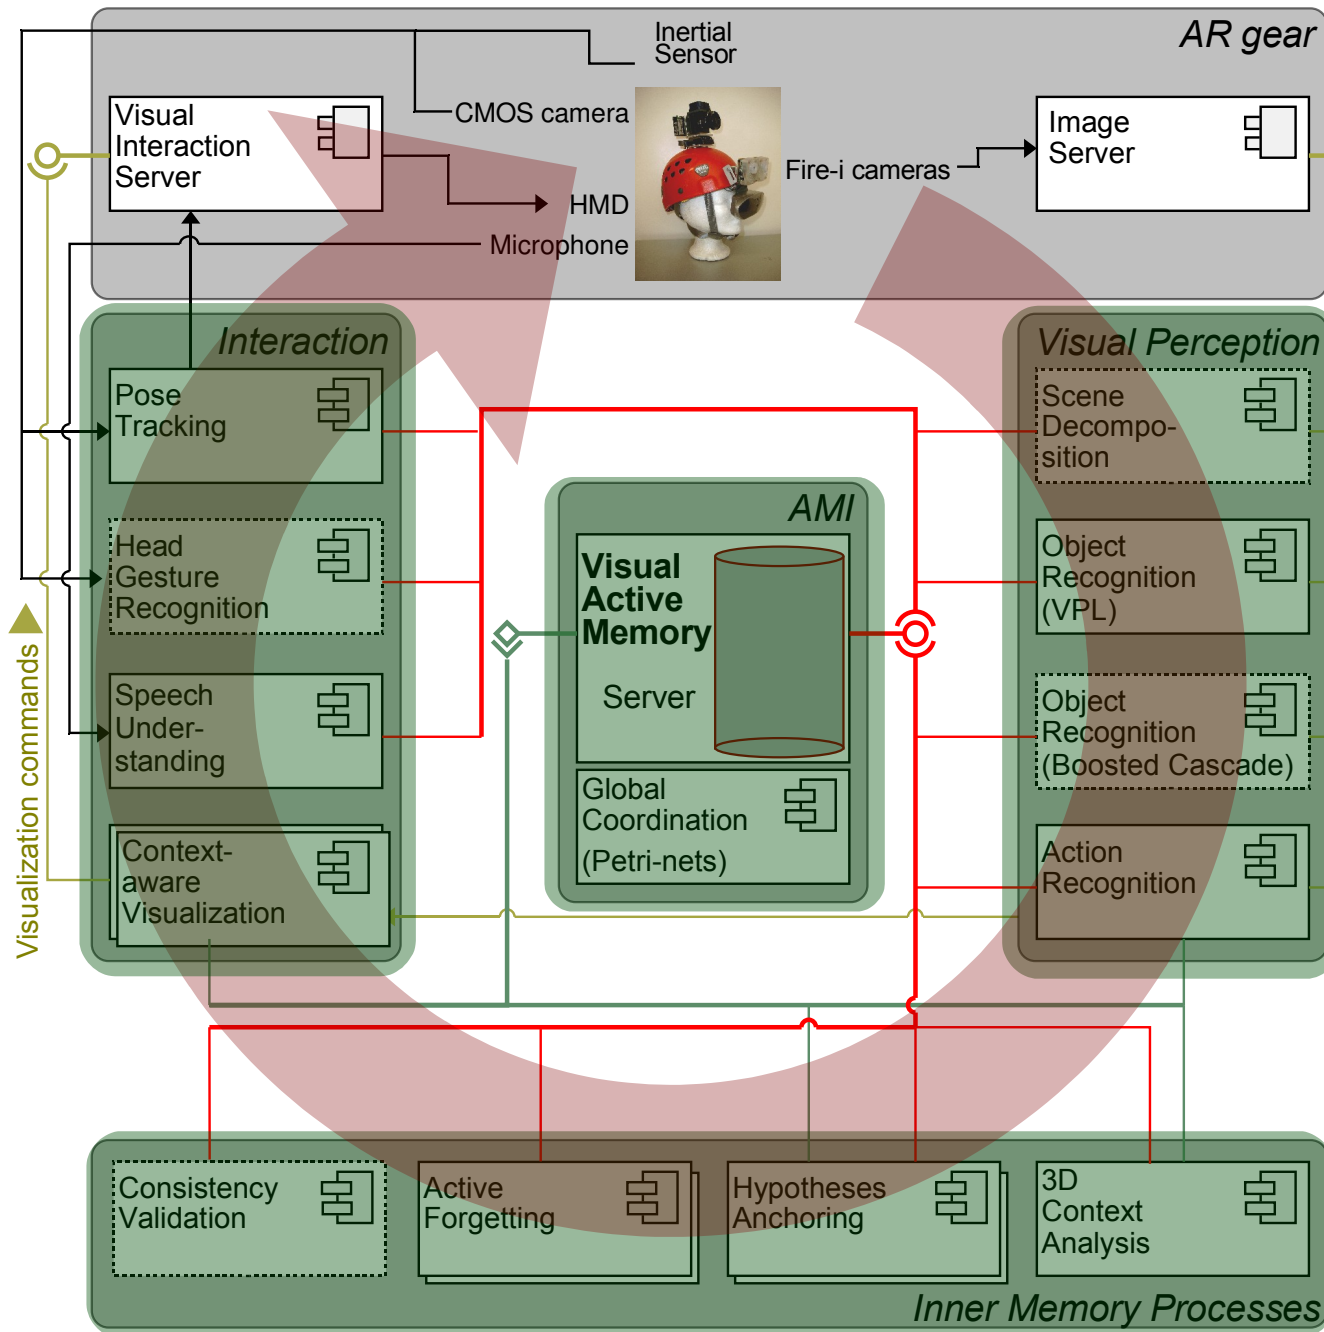 AR gear
Inertial
Sensor
CMOS camera
Visual
Interaction
Server
HMD
Microphone
Fire-i cameras
Image
Server
Interaction
Pose
Tracking
Head
Gesture
Recognition
Speech
Under-
standing
Context-
aware
Visualization
Visualization commands
AMI
Visual
Active
Memory
Server
Global
Coordination
(Petri-nets)
Visual Perception
Scene
Decompo-
sition
Object
Recognition
(VPL)
Object
Recognition
(Boosted Cascade)
Action
Recognition
Consistency
Validation
Active
Forgetting
Hypotheses
Anchoring
3D
Context
Analysis
Inner Memory Processes